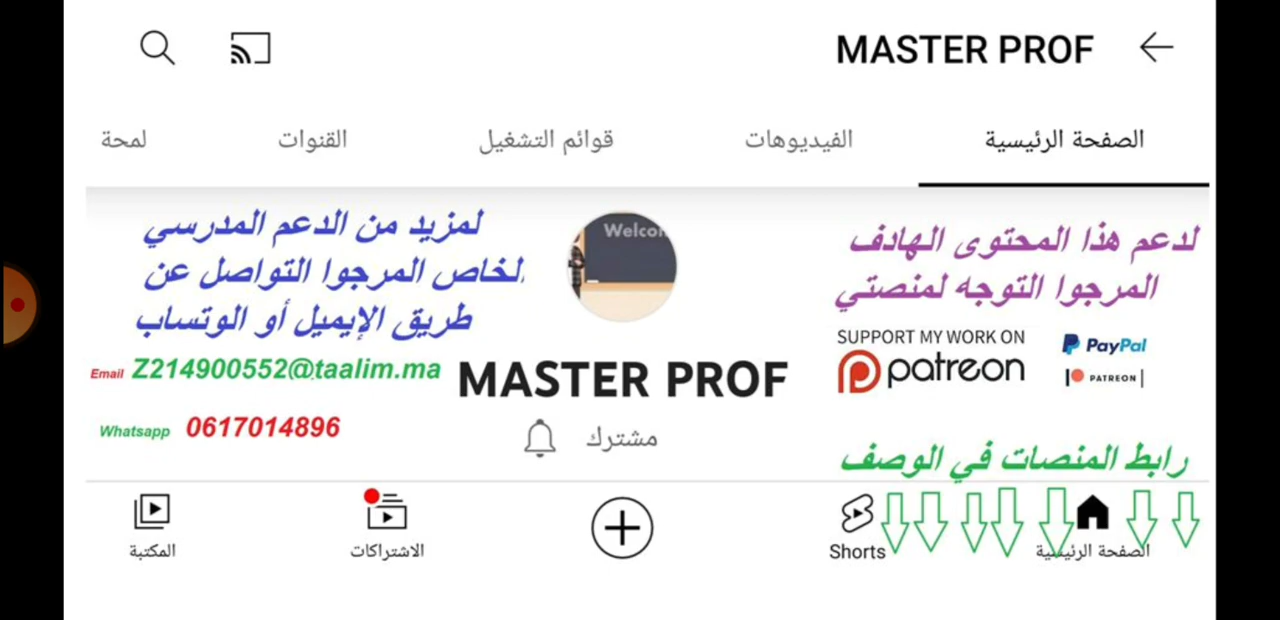 MASTER PROF
الصفحة الرئيسية
الفيديوهات
قوائم التشغيل
القنوات
لمحة
لدعم هذا المحتوى الهادف
المرجوا التوجه لمنصتي
SUPPORT MY WORK ON
patreon
PayPal
PATREON
رابط المنصات في الوصف
Welcom
MASTER PROF
مشترك
لمزيد من الدعم المدرسي
الخاص المرجوا التواصل عن
طريق الإيميل أو الوتساب
Email Z214900552@taalim.ma
Whatsapp 0617014896
الصفحة الرئيسية
Shorts
الاشتراكات
المكتبة